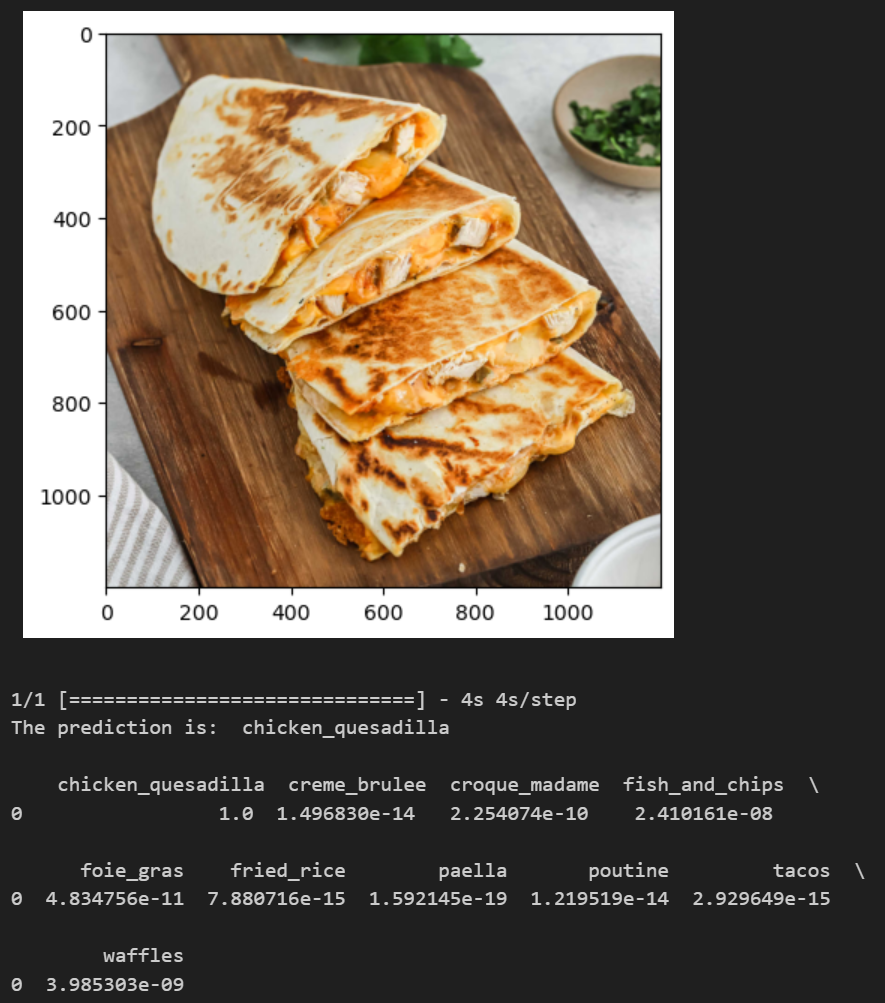 0
200
400
600
800
1000
0 200 400 600 800 1000
1/1 [==============================] - 4s 4s/step
The prediction is:  chicken_quesadilla
chicken_quesadilla  creme_brulee  croque_madame  fish_and_chips  \
0                 1.0  1.496830e-14   2.254074e-10    2.410161e-08
foie_gras    fried_rice        paella       poutine         tacos  \
0  4.834756e-11  7.880716e-15  1.592145e-19  1.219519e-14  2.929649e-15
waffles
0  3.985303e-09